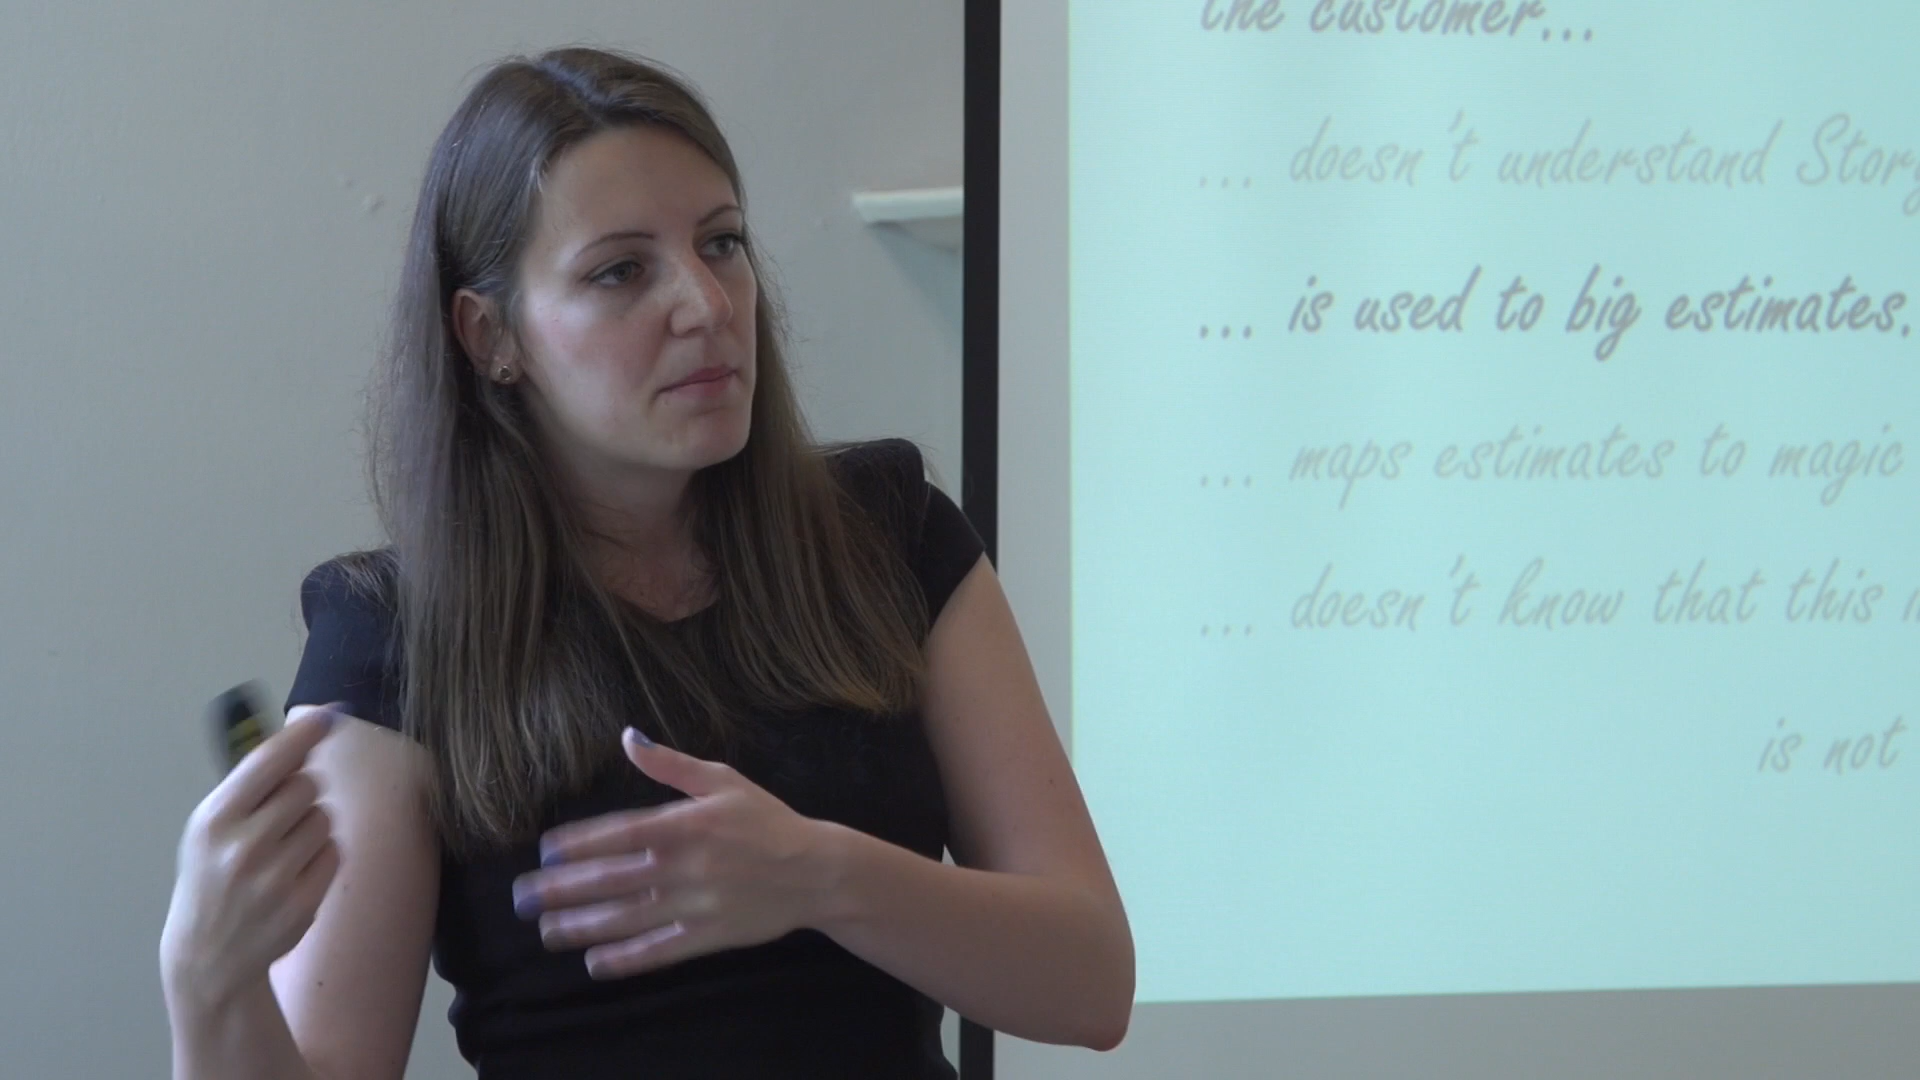 the customer...
... doesn't understand Story
... is used to big estimates.
... maps estimates to magic
... doesn't know that this
is not